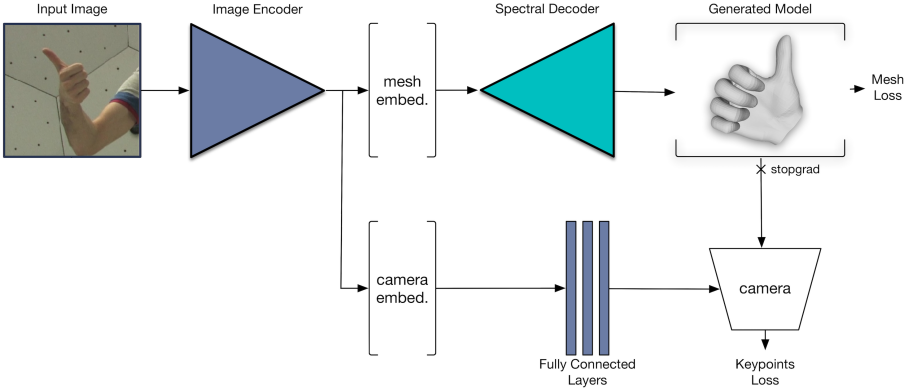 Input Image
Image Encoder
Spectral Decoder
Generated Model
mesh
embed.
Mesh
Loss
stopgrad
camera
embed.
camera
Fully Connected
Layers
Keypoints
Loss